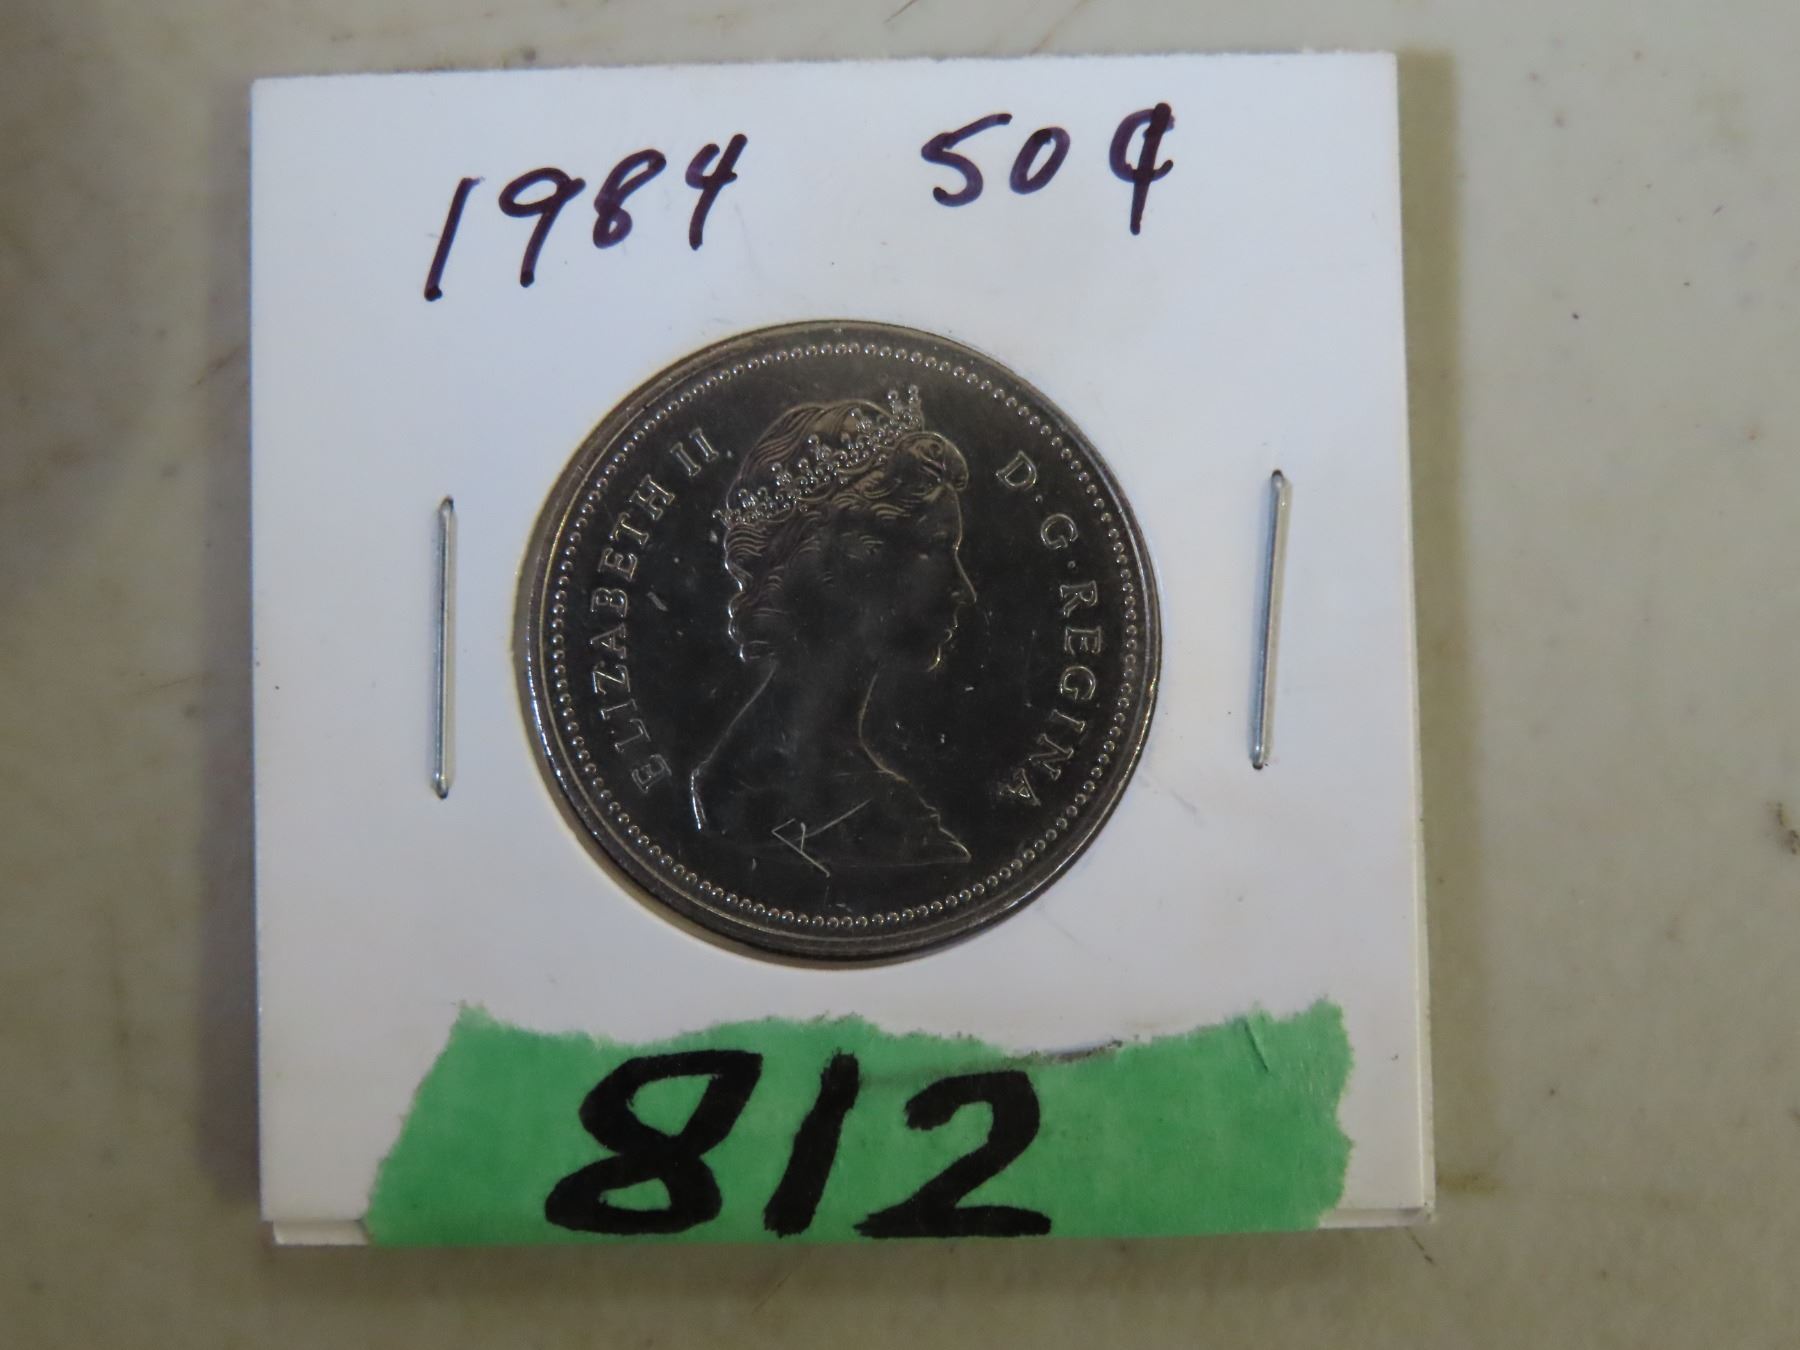 1984 50¢
ELIZABETH II D·G·REGINA
812